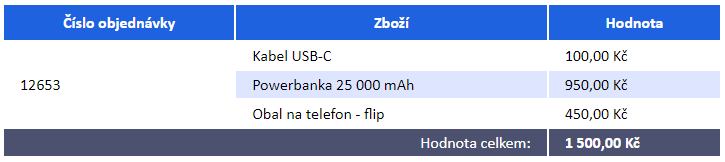 Číslo objednávky Zboží Hodnota
Kabel USB-C 100,00 Kč
12653 Powerbanka 25 000 mAh 950,00 Kč
Obal na telefon - flip 450,00 Kč
Hodnota celkem: 1 500,00 Kč